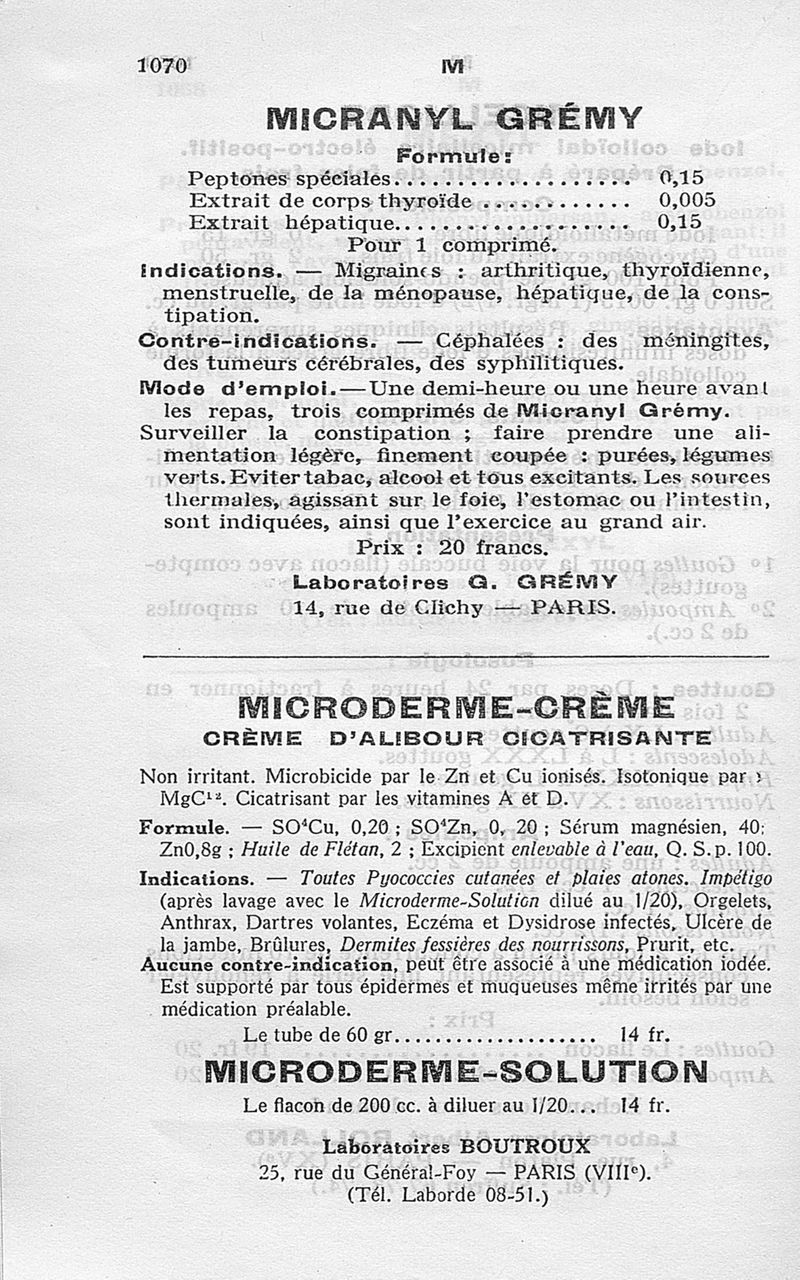 1070 M
MICRANYL GRÉMY
Formule:
Peptones spéciales.................... 0,15
Extrait de corps thyroïde ............ 0,005
Extrait hépatique.................... 0,15
Pour 1 comprimé.
Indications. — Migraines : arthritique, thyroïdienne,
menstruelle, de la ménopause, hépatique, de la cons-
tipation.
Contre-indications. — Céphalées : des méningites,
des tumeurs cérébrales, des syphilitiques.
Mode d'emploi.—Une demi-heure ou une heure avant
les repas, trois comprimés de Micranyl Grémy.
Surveiller la constipation ; faire prendre une ali-
mentation légère, finement coupée : purées, légumes
verts. Eviter tabac, alcool et tous excitants. Les sources
thermales, agissant sur le foie, l'estomac ou l'intestin,
sont indiquées, ainsi que l'exercice au grand air.
Prix : 20 francs.
Laboratoires G. GRÉMY
14, rue de Clichy — PARIS.
MICRODERME-CRÈME
CRÈME D'ALIBOUR CICATRISANTE
Non irritant. Microbicide par le Zn et Cu ionisés. Isotonique par
MgCl². Cicatrisant par les vitamines A et D.
Formule. — SO⁴Cu, 0,20 ; SO⁴Zn, 0, 20 ; Sérum magnésien, 40;
Zn0,8g ; Huile de Flétan, 2 ; Excipient enlevable à l'eau, Q. S. p. 100.
Indications. — Toutes Pyococcies cutanées et plaies atones. Impétigo
(après lavage avec le Microderme-Solution dilué au 1/20), Orgelets,
Anthrax, Dartres volantes, Eczéma et Dysidrose infectés, Ulcère de
la jambe, Brûlures, Dermites fessières des nourrissons, Prurit, etc.
Aucune contre-indication, peut être associé à une médication iodée.
Est supporté par tous épidermes et muqueuses même irrités par une
médication préalable.
Le tube de 60 gr.................... 14 fr.
MICRODERME-SOLUTION
Le flacon de 200 cc. à diluer au 1/20... 14 fr.
Laboratoires BOUTROUX
25, rue du Général-Foy — PARIS (VIIIᵉ).
(Tél. Laborde 08-51.)